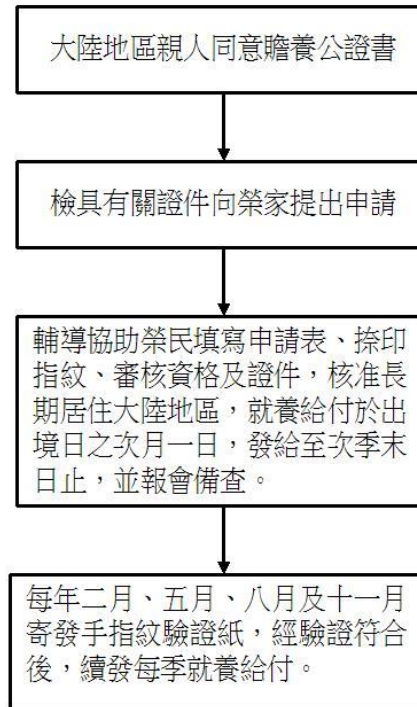 大陸地區親人同意贍養公證書
檢具有關證件向榮家提出申請
輔導協助榮民填寫申請表、捺印
指紋、審核資格及證件，核准長
期居住大陸地區，就養給付於出
境日之次月一日，發給至次季末
日止，並報會備查。
每年二月、五月、八月及十一月
寄發手指紋驗證紙，經驗證符合
後，續發每季就養給付。